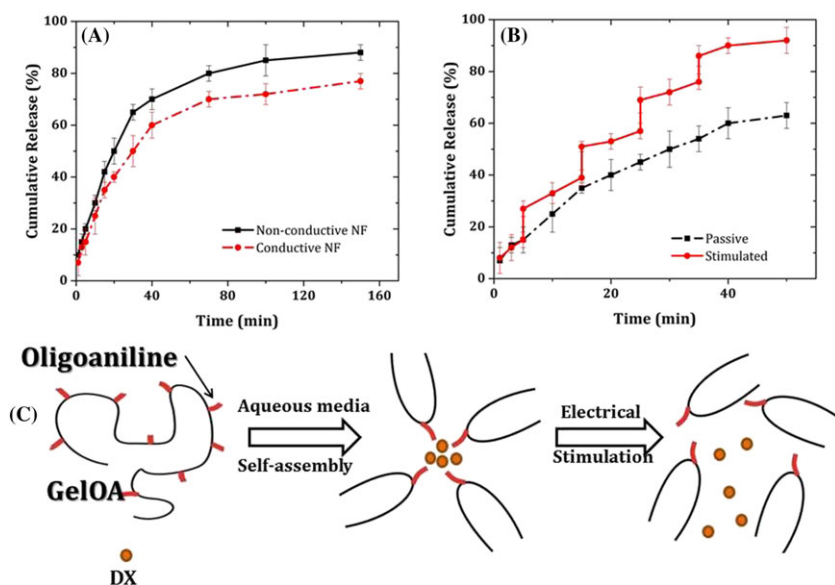 (A)
Cumulative Release (%)
100
80
60
40
20
0
Non-conductive NF
Conductive NF
0
40
80
120
160
Time (min)
(B)
Cumulative Release (%)
100
80
60
40
20
0
Passive
Stimulated
0
20
40
Time (min)
(C)
Oligoaniline
GelOA
DX
Aqueous media
Self-assembly
Electrical
Stimulation